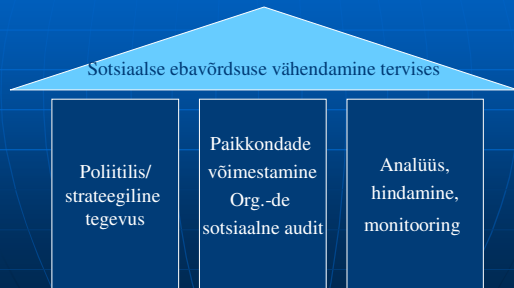 Sotsiaalse ebavõrdsuse vähendamine tervises
Poliitilis/
strateegiline
tegevus
Paikkondade
võimestamine
Org.-de
sotsiaalne audit
Analüüs,
hindamine,
monitooring